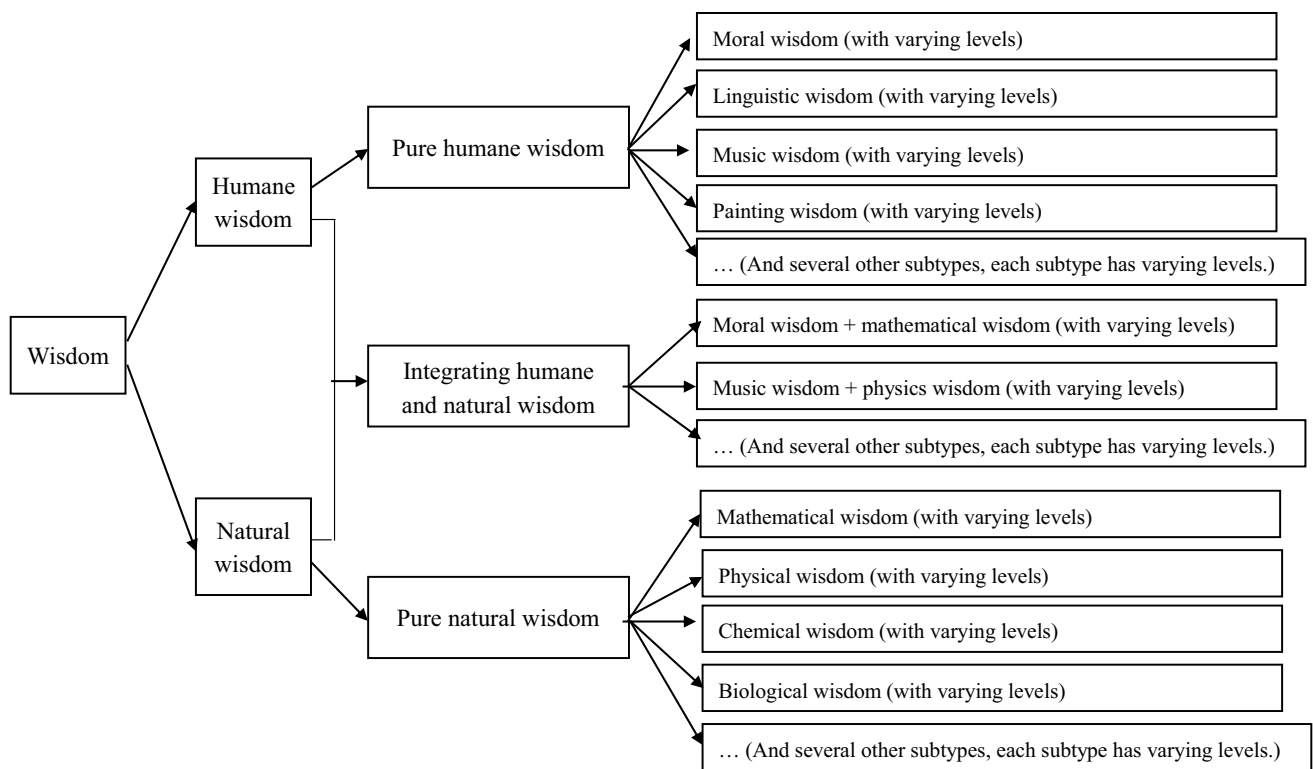 Wisdom
Humane
wisdom
Natural
wisdom
Pure humane wisdom
Integrating humane
and natural wisdom
Pure natural wisdom
Moral wisdom (with varying levels)
Linguistic wisdom (with varying levels)
Music wisdom (with varying levels)
Painting wisdom (with varying levels)
… (And several other subtypes, each subtype has varying levels.)
Moral wisdom + mathematical wisdom (with varying levels)
Music wisdom + physics wisdom (with varying levels)
… (And several other subtypes, each subtype has varying levels.)
Mathematical wisdom (with varying levels)
Physical wisdom (with varying levels)
Chemical wisdom (with varying levels)
Biological wisdom (with varying levels)
… (And several other subtypes, each subtype has varying levels.)